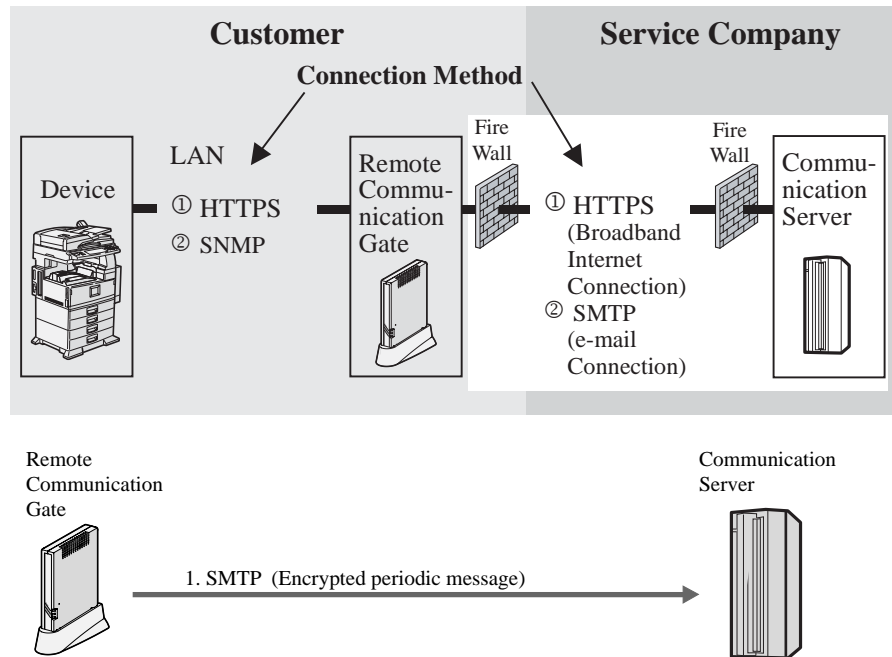 Customer
Service Company
Connection Method
Device
LAN
① HTTPS
② SNMP
Remote
Commu-
nication
Gate
Fire
Wall
① HTTPS
(Broadband
Internet
Connection)
② SMTP
(e-mail
Connection)
Fire
Wall
Commu-
nication
Server
Remote
Communication
Gate
Communication
Server
1. SMTP (Encrypted periodic message)